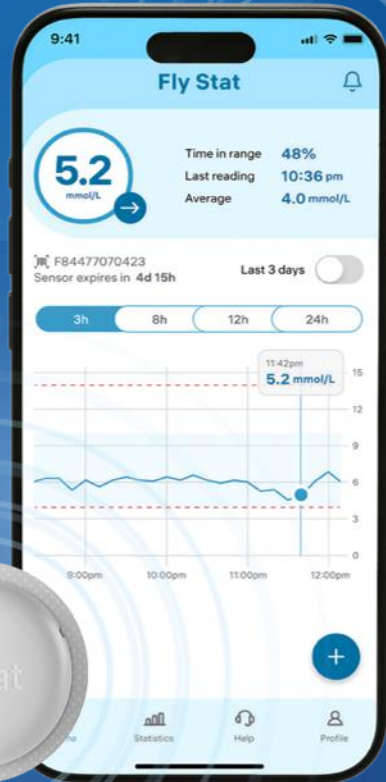 9:41
Fly Stat
5.2
mmol/L
Time in range 48%
Last reading 10:36 pm
Average 4.0 mmol/L
F84477070423
Sensor expires in 4d 15h
Last 3 days
3h 8h 12h 24h
11:42pm
5.2 mmol/L
15
12
9
6
3
0
9:00pm 10:00pm 11:00pm 12:00pm
at
+
me Statistics Help Profile